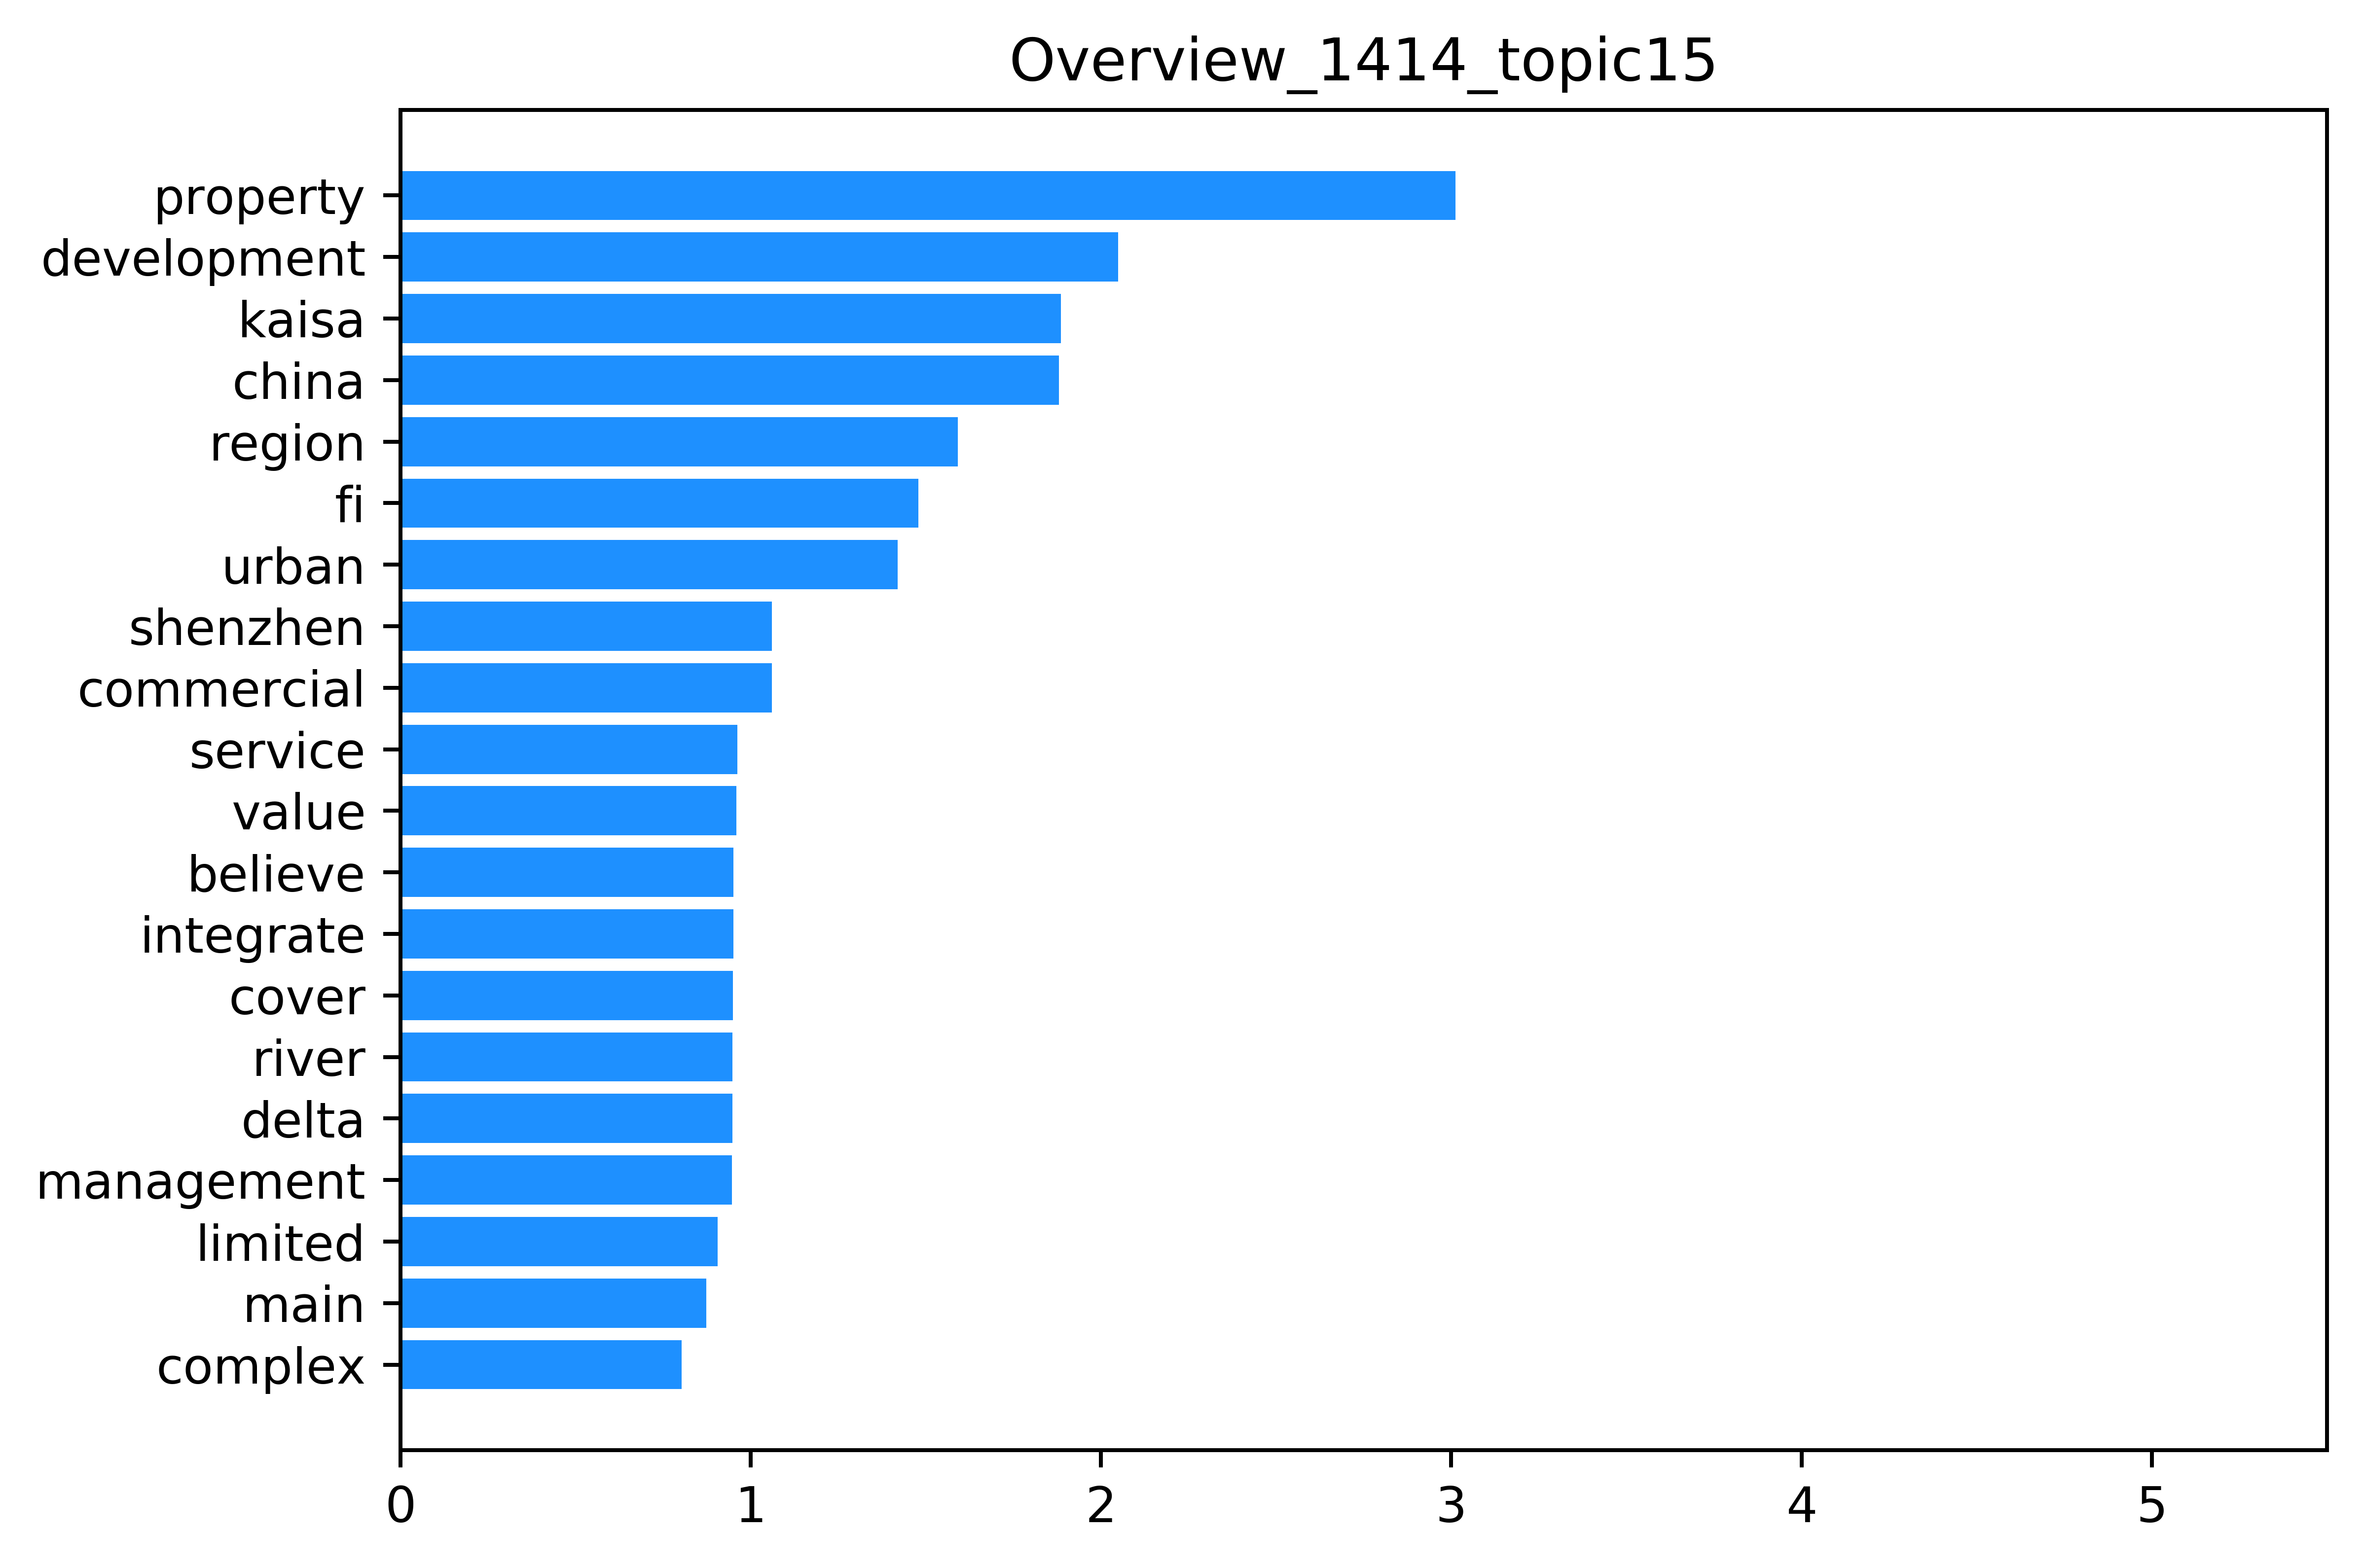 Overview_1414_topic15
property
development
kaisa
china
region
fi
urban
shenzhen
commercial
service
value
believe
integrate
cover
river
delta
management
limited
main
complex
0 1 2 3 4 5